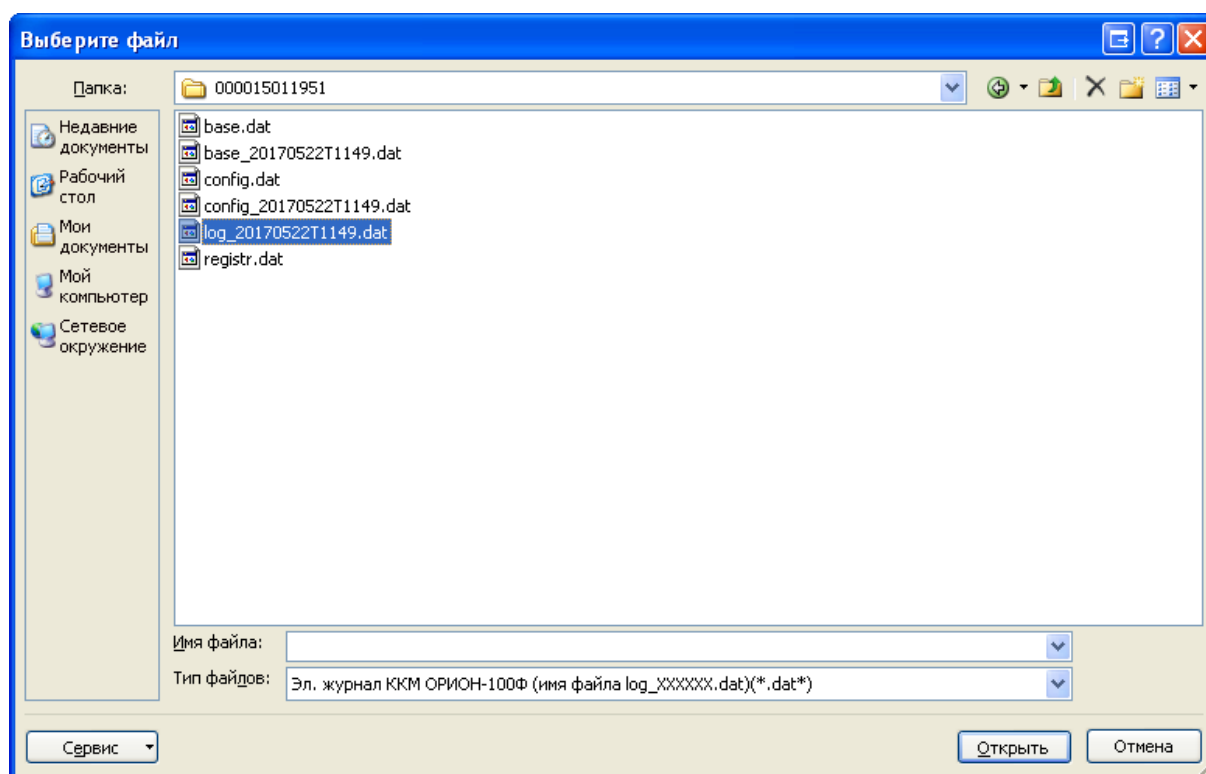 Выберите файл
Папка:
000015011951
Недавние
документы
Рабочий
стол
Мои
документы
Мой
компьютер
Сетевое
окружение
base.dat
base_20170522T1149.dat
config.dat
config_20170522T1149.dat
log_20170522T1149.dat
registr.dat
Имя файла:
Тип файлов:
Эл. журнал ККМ ОРИОН-100Ф (имя файла log_XXXXXX.dat)(*.dat*)
Сервис
Открыть
Отмена